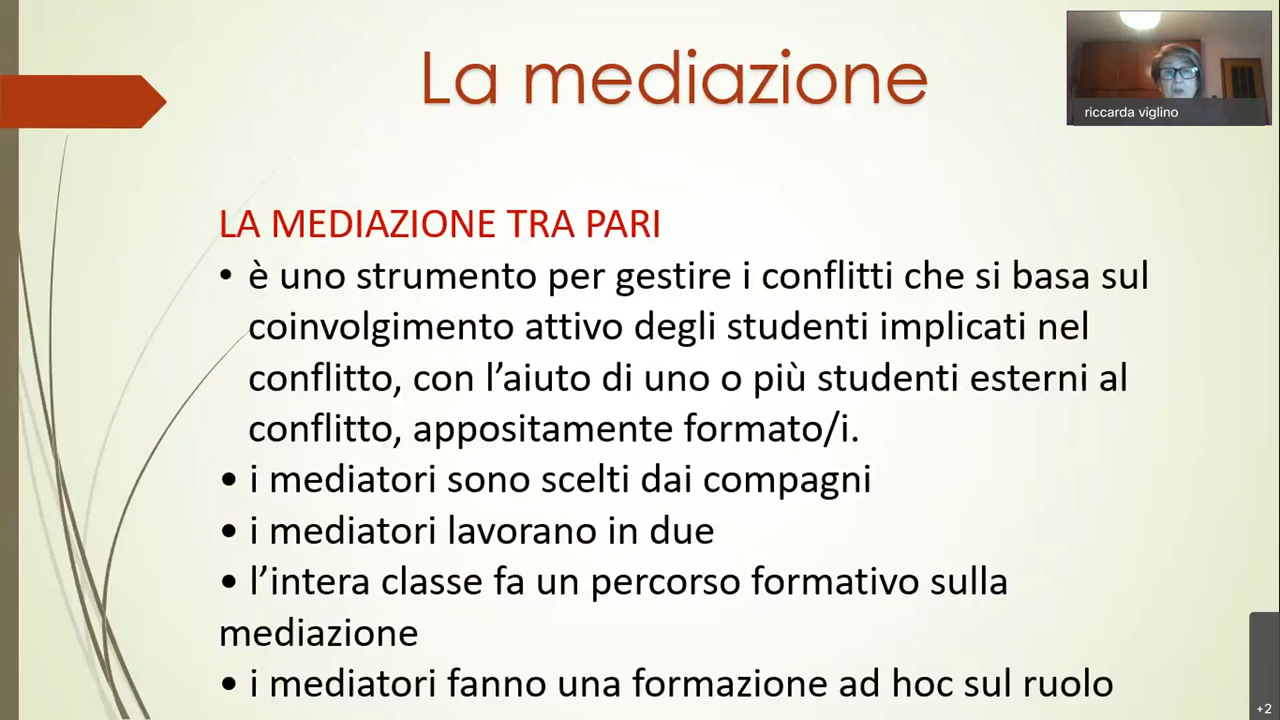 La mediazione
riccarda viglino
LA MEDIAZIONE TRA PARI
• è uno strumento per gestire i conflitti che si basa sul
coinvolgimento attivo degli studenti implicati nel
conflitto, con l’aiuto di uno o più studenti esterni al
conflitto, appositamente formato/i.
• i mediatori sono scelti dai compagni
• i mediatori lavorano in due
• l’intera classe fa un percorso formativo sulla
mediazione
• i mediatori fanno una formazione ad hoc sul ruolo
+2